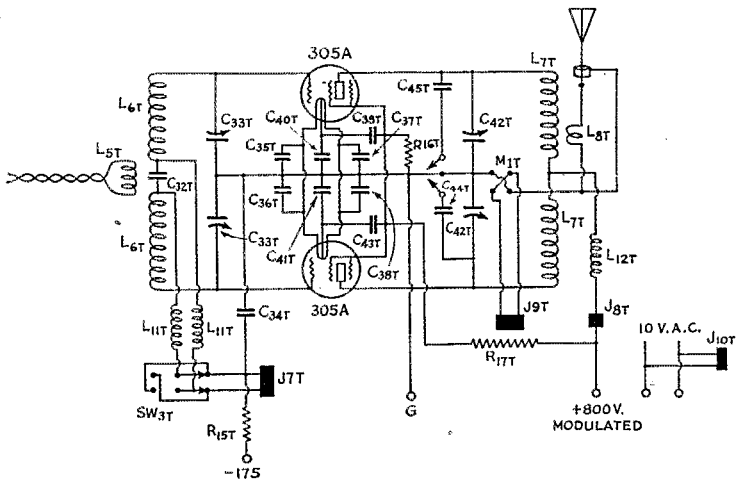 305A
L7T
L6T
C33T
C45T
C42T
L8T
C40T
C38T
C37T
C35T
R16T
L5T
C32T
M1T
C36T
C44T
L6T
C33T
C41T
C43T
C38T
C42T
L7T
L12T
305A
C34T
L11T
L11T
J9T
J8T
10 V. A.C.
J10T
J7T
R17T
SW3T
R15T
G
+800V.
MODULATED
-175